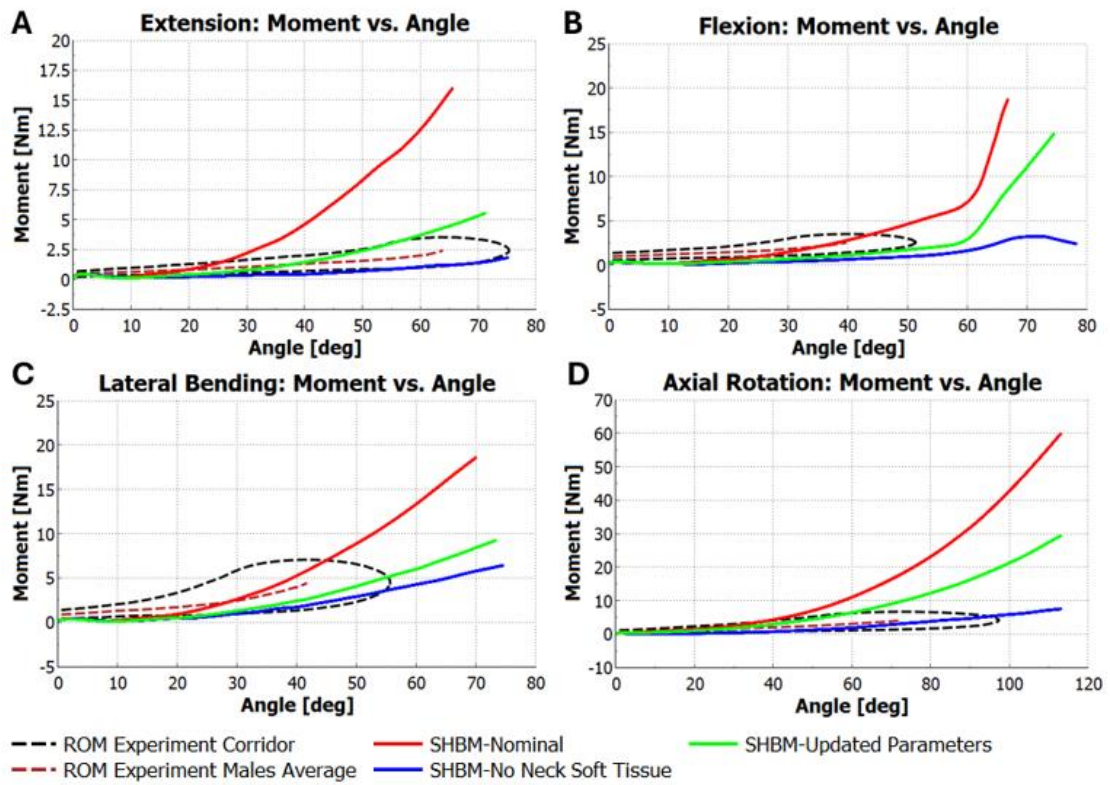 A Extension: Moment vs. Angle
Moment [Nm]
20
17.5
15
12.5
10
7.5
5
2.5
0
-2.5
0 10 20 30 40 50 60 70 80
Angle [deg]
B Flexion: Moment vs. Angle
Moment [Nm]
25
20
15
10
5
0
-5
0 10 20 30 40 50 60 70 80
Angle [deg]
C Lateral Bending: Moment vs. Angle
Moment [Nm]
25
20
15
10
5
0
-5
0 10 20 30 40 50 60 70 80
Angle [deg]
D Axial Rotation: Moment vs. Angle
Moment [Nm]
70
60
50
40
30
20
10
0
-10
0 20 40 60 80 100 120
Angle [deg]
ROM Experiment Corridor SHBM-Nominal SHBM-Updated Parameters
ROM Experiment Males Average SHBM-No Neck Soft Tissue